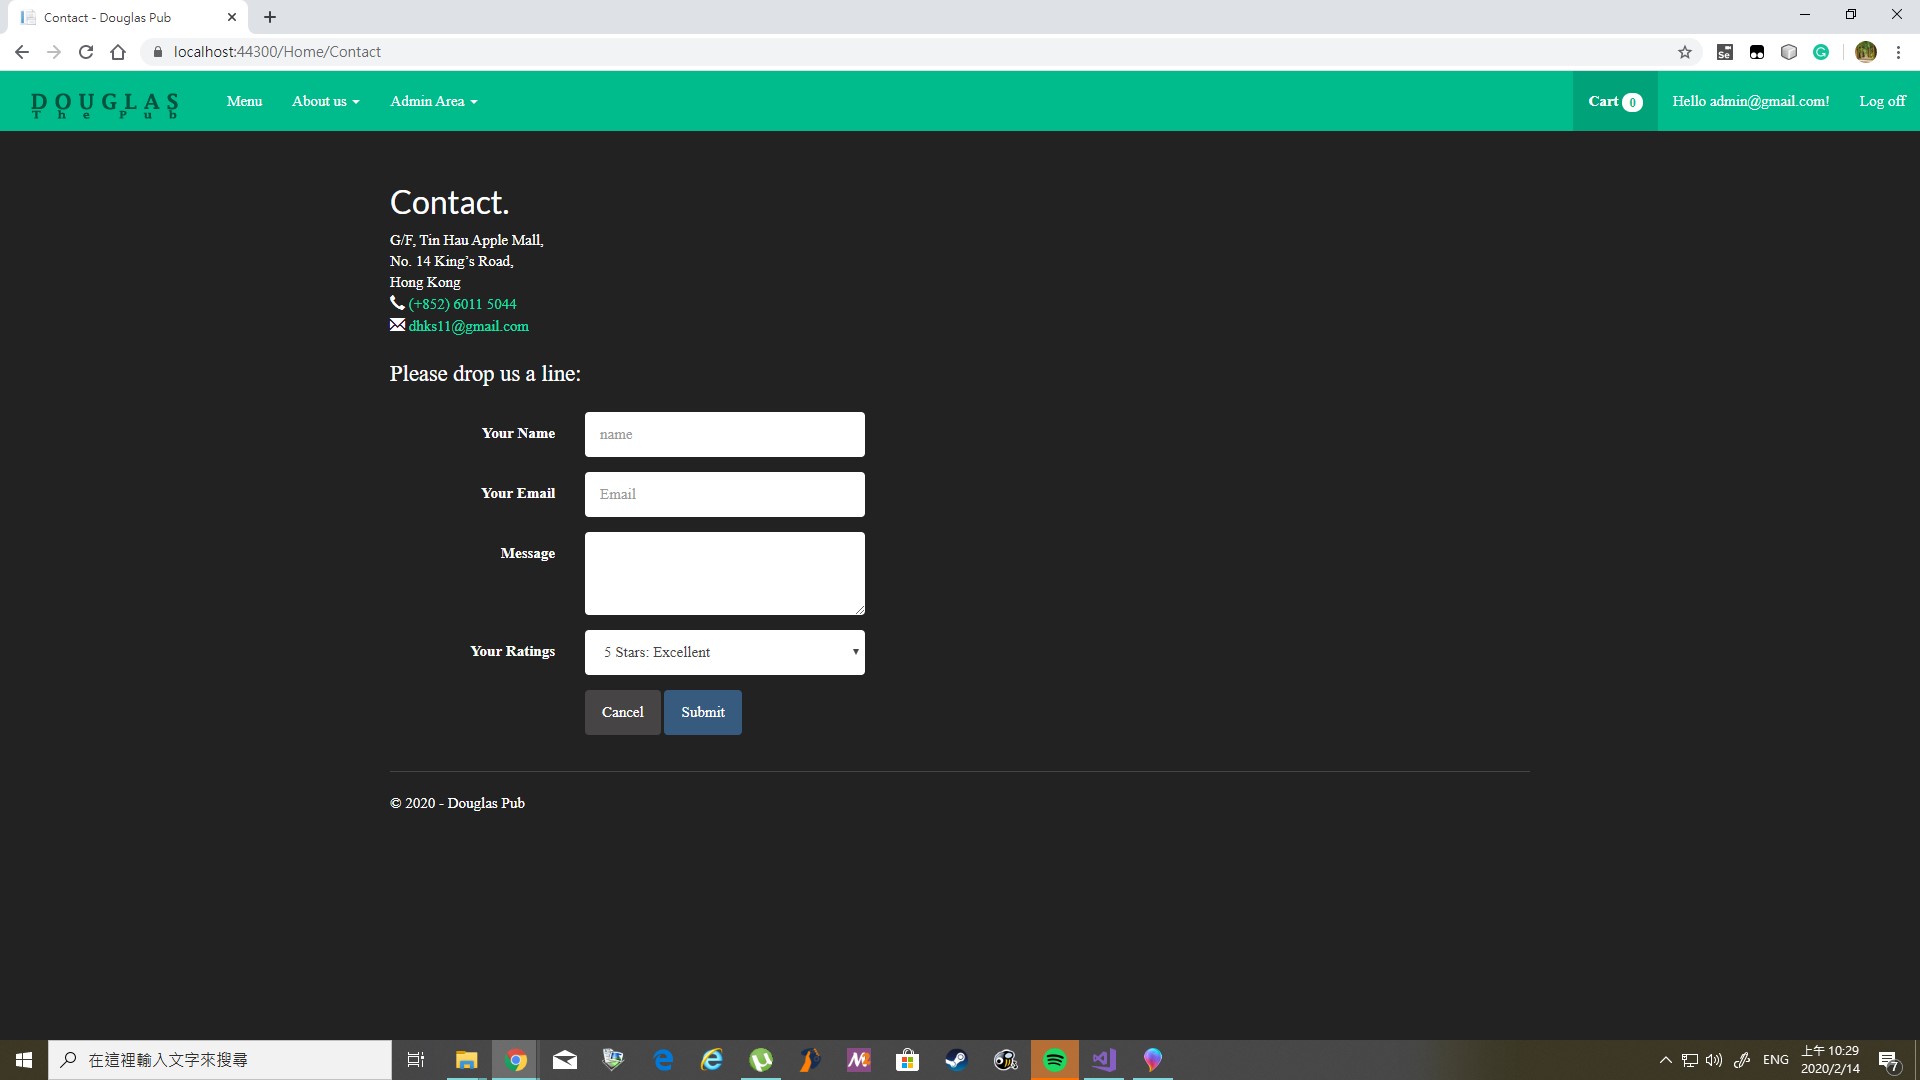 Contact - Douglas Pub
localhost:44300/Home/Contact
DOUGLAS
The Pub
Menu
About us
Admin Area
Cart 0
Hello admin@gmail.com!
Log off
Contact.
G/F, Tin Hau Apple Mall,
No. 14 King’s Road,
Hong Kong
(+852) 6011 5044
dhks11@gmail.com
Please drop us a line:
Your Name
name
Your Email
Email
Message
Your Ratings
5 Stars: Excellent
Cancel
Submit
© 2020 - Douglas Pub
在這裡輸入文字來搜尋
ENG
上午 10:29
2020/2/14
7